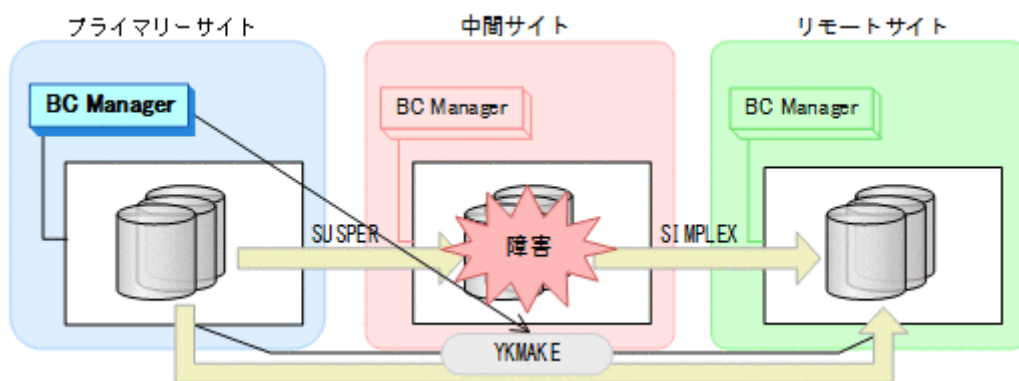 プライマリーサイト
中間サイト
リモートサイト
BC Manager
BC Manager
BC Manager
SUSPER
障害
SIMPLEX
YKMAKE